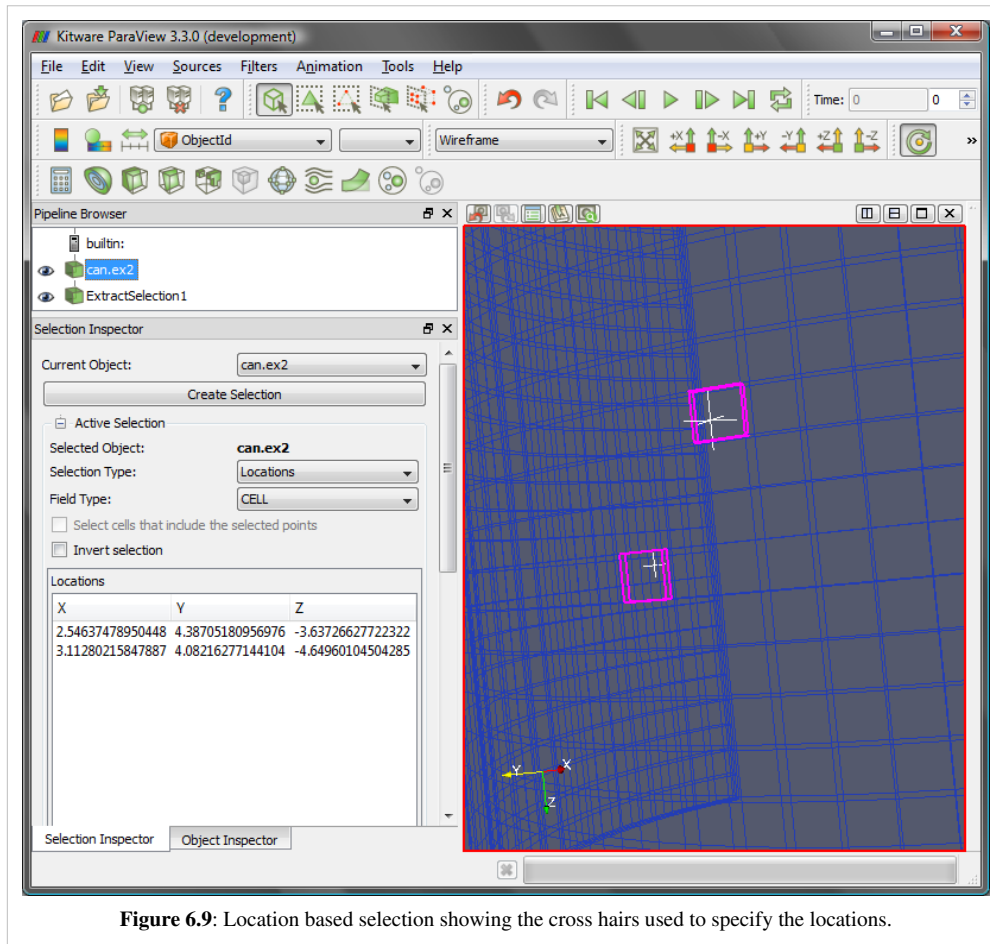 Kitware ParaView 3.3.0 (development)
File Edit View Sources Filters Animation Tools Help
Time: 0 0
ObjectId Wireframe +X -X +Y -Y +Z -Z »
Pipeline Browser
builtin:
can.ex2
ExtractSelection1
Selection Inspector
Current Object: can.ex2
Create Selection
Active Selection
Selected Object: can.ex2
Selection Type: Locations
Field Type: CELL
Select cells that include the selected points
Invert selection
Locations
X Y Z
2.54637478950448 4.38705180956976 -3.63726627722322
3.11280215847887 4.08216277144104 -4.64960104504285
Y X
Z
Selection Inspector Object Inspector
Figure 6.9: Location based selection showing the cross hairs used to specify the locations.